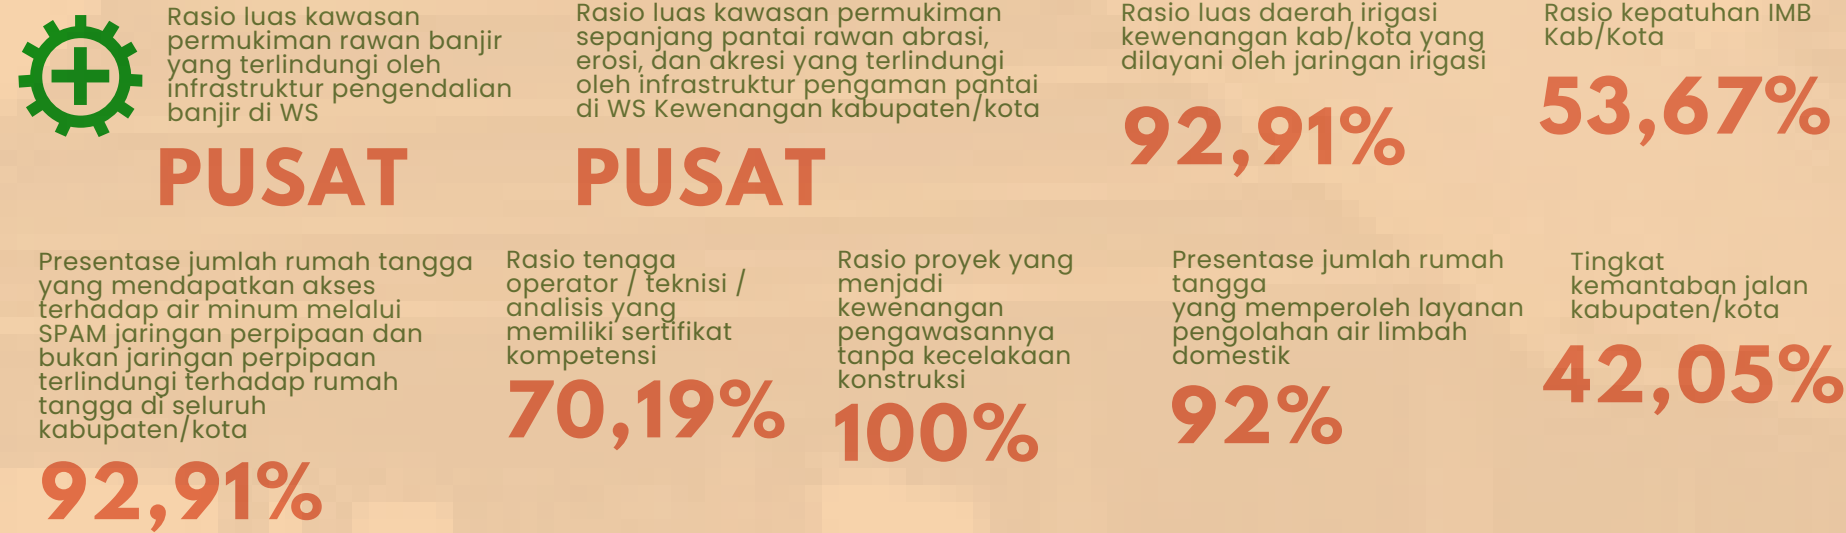 Rasio luas kawasan
permukiman rawan banjir
yang terlindungi oleh
infrastruktur pengendalian
banjir di WS
PUSAT
Rasio luas kawasan permukiman
sepanjang pantai rawan abrasi,
erosi, dan akresi yang terlindungi
oleh infrastruktur pengaman pantai
di WS Kewenangan kabupaten/kota
PUSAT
Rasio luas daerah irigasi
kewenangan kab/kota yang
dilayani oleh jaringan irigasi
92,91%
Rasio kepatuhan IMB
Kab/Kota
53,67%
Presentase jumlah rumah tangga
yang mendapatkan akses
terhadap air minum melalui
SPAM jaringan perpipaan dan
bukan jaringan perpipaan
terlindungi terhadap rumah
tangga di seluruh
kabupaten/kota
92,91%
Rasio tenaga
operator / teknisi /
analisis yang
memiliki sertifikat
kompetensi
70,19%
Rasio proyek yang
menjadi
kewenangan
pengawasannya
tanpa kecelakaan
konstruksi
100%
Presentase jumlah rumah
tangga
yang memperoleh layanan
pengolahan air limbah
domestik
92%
Tingkat
kemantaban jalan
kabupaten/kota
42,05%